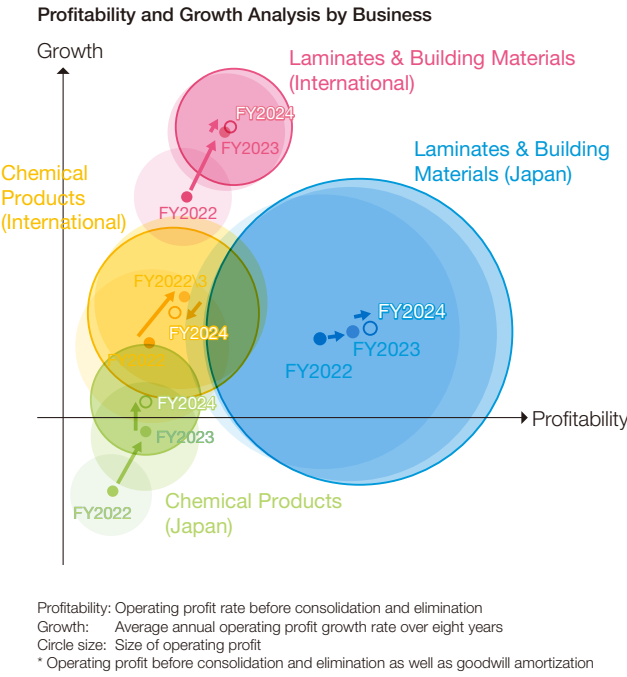 Profitability and Growth Analysis by Business
Growth
Laminates & Building Materials
(International)
FY2024
FY2023
FY2022
Laminates & Building
Materials (Japan)
FY2024
FY2023
FY2022
Chemical
Products
(International)
FY2024
FY2024
FY2023
FY2022
Chemical Products
(Japan)
Profitability
Profitability: Operating profit rate before consolidation and elimination
Growth: Average annual operating profit growth rate over eight years
Circle size: Size of operating profit
* Operating profit before consolidation and elimination as well as goodwill amortization